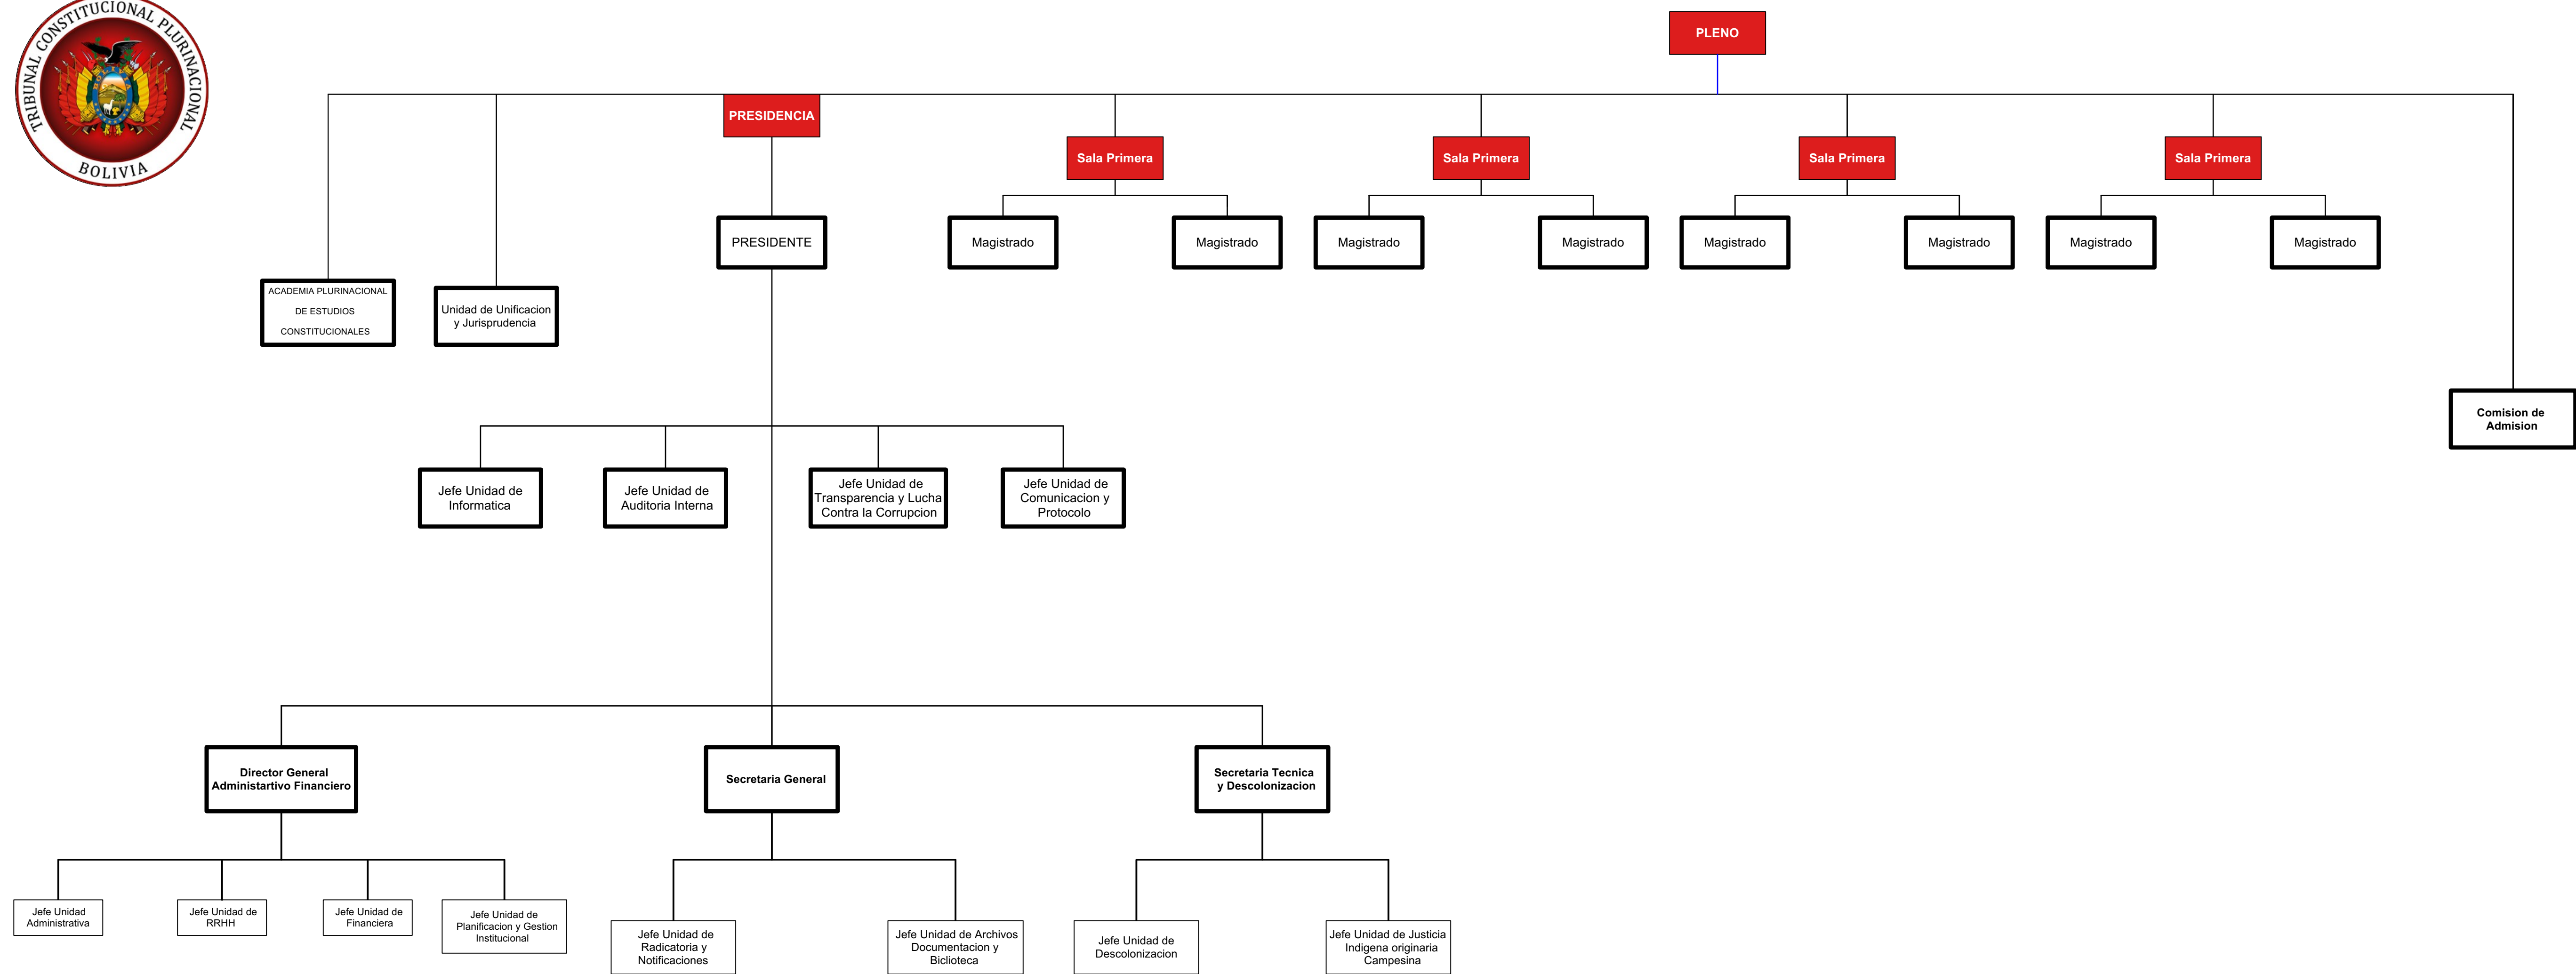 TRIBUNAL CONSTITUCIONAL PLURINACIONAL
BOLIVIA
PLENO
PRESIDENCIA
Sala Primera
Sala Primera
Sala Primera
Sala Primera
PRESIDENTE
Magistrado
Magistrado
Magistrado
Magistrado
Magistrado
Magistrado
Magistrado
Magistrado
ACADEMIA PLURINACIONAL
DE ESTUDIOS
CONSTITUCIONALES
Unidad de Unificacion
y Jurisprudencia
Comision de
Admision
Jefe Unidad de
Informatica
Jefe Unidad de
Auditoria Interna
Jefe Unidad de
Transparencia y Lucha
Contra la Corrupcion
Jefe Unidad de
Comunicacion y
Protocolo
Director General
Administartivo Financiero
Secretaria General
Secretaria Tecnica
y Descolonizacion
Jefe Unidad
Administrativa
Jefe Unidad de
RRHH
Jefe Unidad de
Financiera
Jefe Unidad de
Planificacion y Gestion
Institucional
Jefe Unidad de
Radicatoria y
Notificaciones
Jefe Unidad de Archivos
Documentacion y
Biclioteca
Jefe Unidad de
Descolonizacion
Jefe Unidad de Justicia
Indigena originaria
Campesina